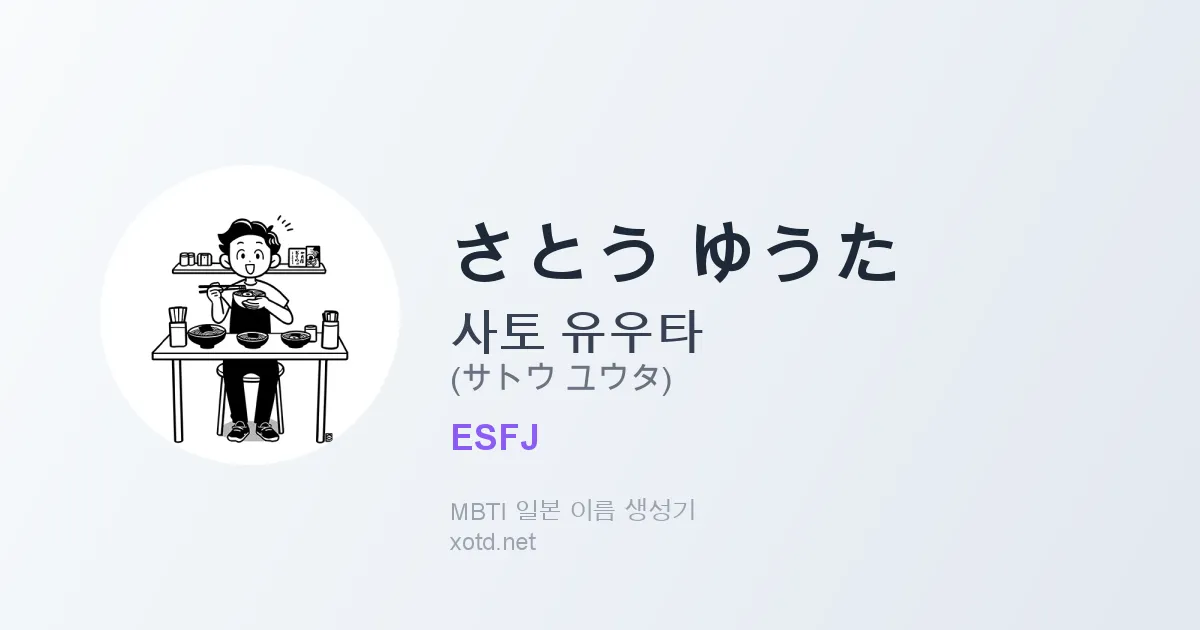 さとう ゆうた
사토 유우타
(サトウ ユウタ)
ESFJ
MBTI 일본 이름 생성기
xotd.net